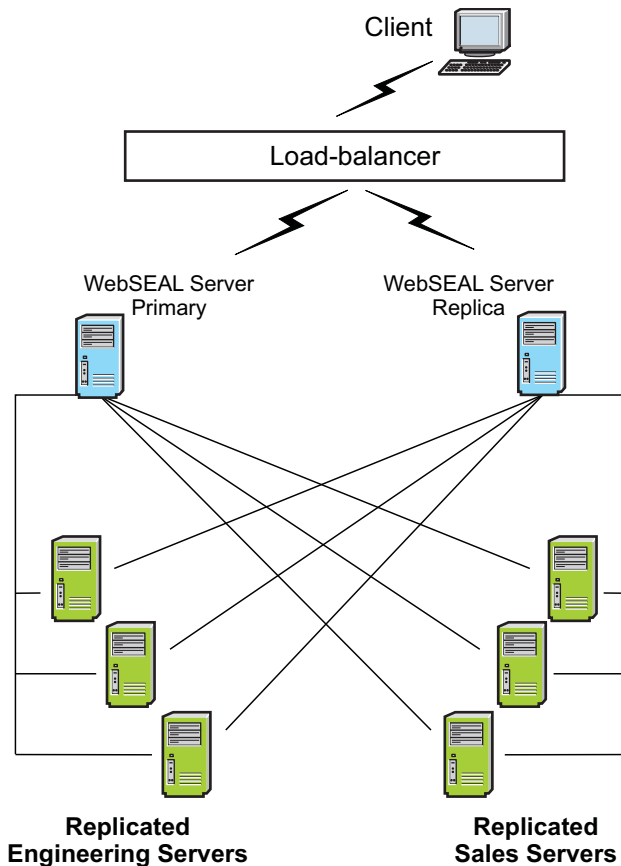 Client
Load-balancer
WebSEAL Server
Primary
WebSEAL Server
Replica
Replicated
Engineering Servers
Replicated
Sales Servers